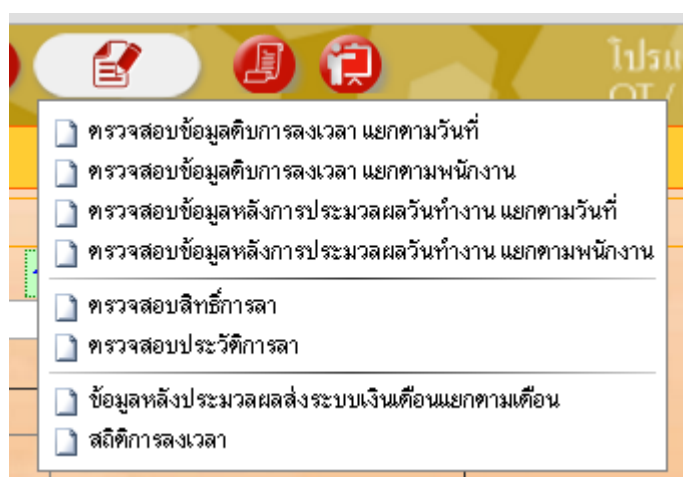 โปรแ
OT /
ตรวจสอบข้อมูลดิบการลงเวลา แยกตามวันที่
ตรวจสอบข้อมูลดิบการลงเวลา แยกตามพนักงาน
ตรวจสอบข้อมูลหลังการประมวลผลวันทำงาน แยกตามวันที่
ตรวจสอบข้อมูลหลังการประมวลผลวันทำงาน แยกตามพนักงาน
ตรวจสอบสิทธิ์การลา
ตรวจสอบประวัติการลา
ข้อมูลหลังประมวลผลส่งระบบเงินเดือนแยกตามเดือน
สถิติการลงเวลา